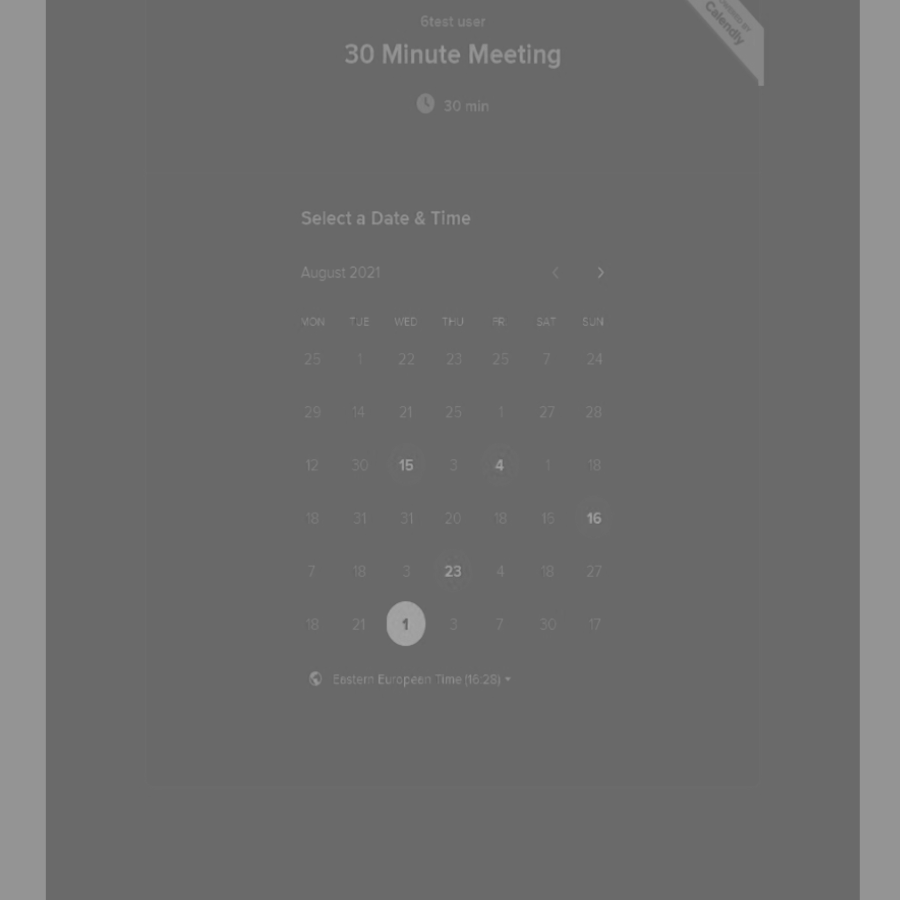 6test user
POWERED BY
Calendly
30 Minute Meeting
30 min
Select a Date & Time
August 2021
MON TUE WED THU FRI SAT SUN
25 1 22 23 25 7 24
29 14 21 25 1 27 28
12 30 15 3 4 1 18
18 31 31 20 18 15 16
7 18 3 23 4 18 27
18 21 1 3 7 30 17
Eastern European Time (16:28)